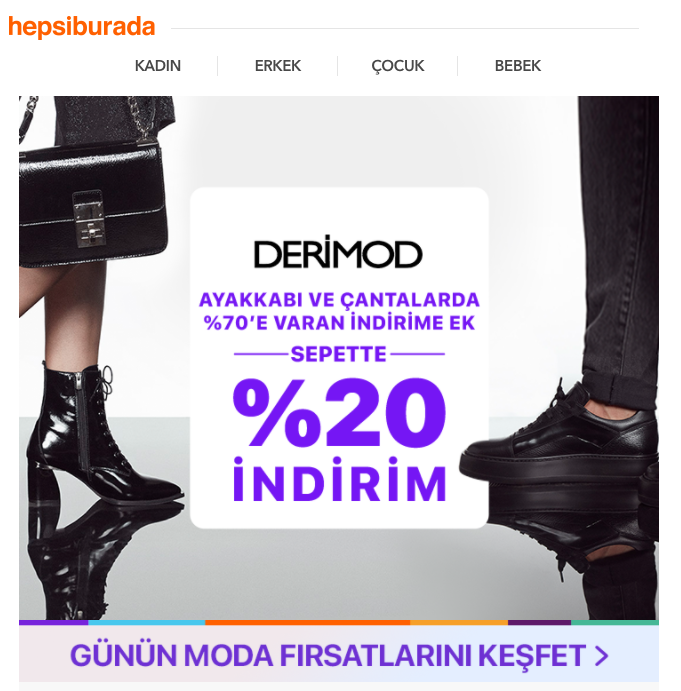 hepsiburada
KADIN
ERKEK
ÇOCUK
BEBEK
DERİMOD
AYAKKABI VE ÇANTALARDA
%70'E VARAN İNDİRİME EK
SEPETTE
%20
İNDİRİM
GÜNÜN MODA FIRSATLARINI KEŞFET >